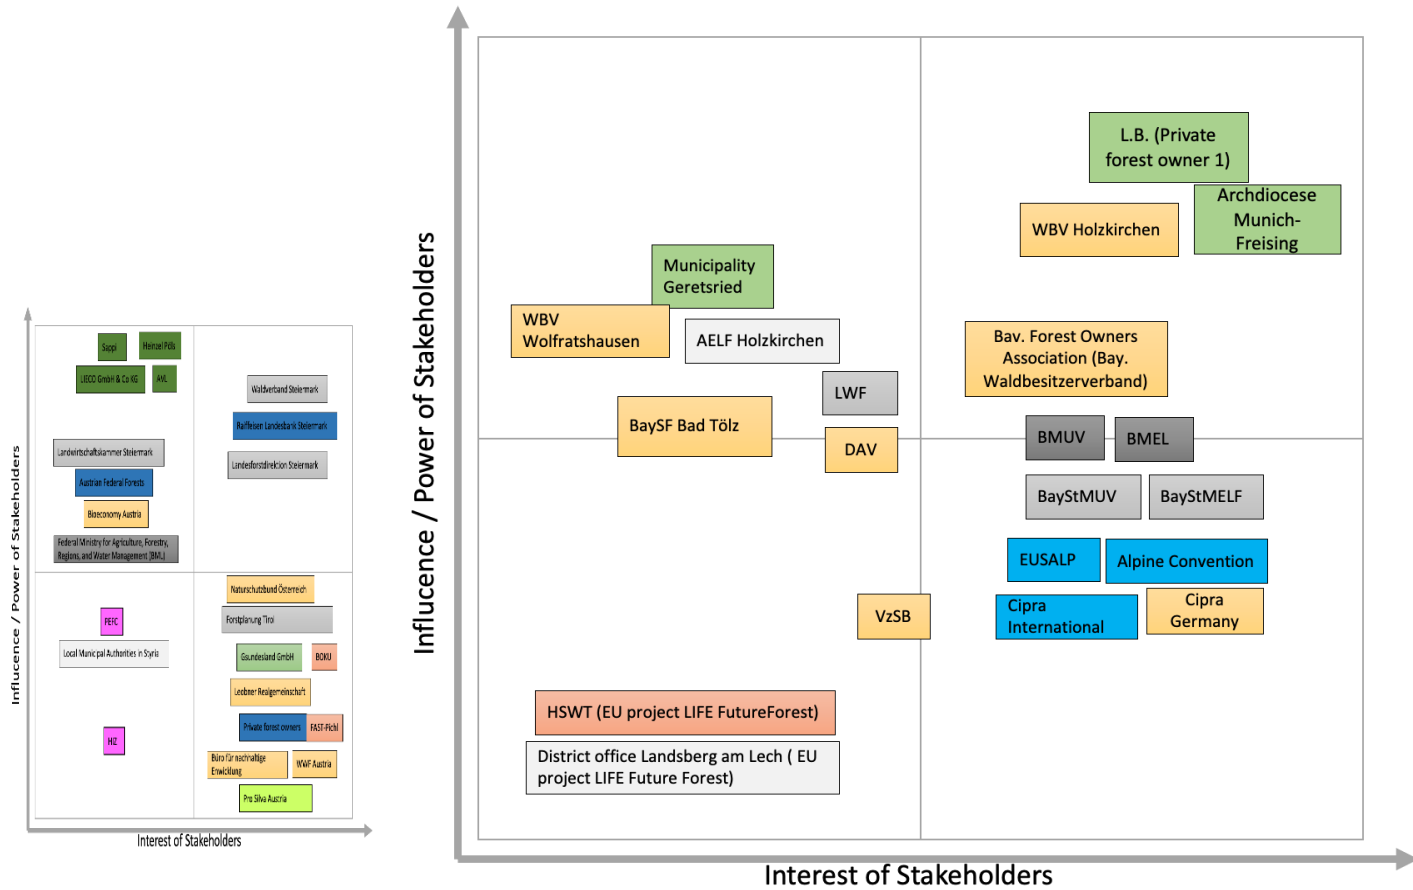 Influcence / Power of Stakeholders
Sappi
Heinzel Pöls
LIECO GmbH & Co KG
AVL
Waldverband Steiermark
Raiffeisen Landesbank Steiermark
Landesforstdirektion Steiermark
Landwirtschaftskammer Steiermark
Austrian Federal Forests
Bioeconomy Austria
Federal Ministry for Agriculture, Forestry,
Regions, and Water Management (BML)
Naturschutzbund Österreich
Forstplanung Tirol
PEFC
Local Municipal Authorities in Styria
Gsundesland GmbH
BOKU
Leobner Realgemeinschaft
Private forest owners
FAST-Pichl
HIZ
Büro für nachhaltige
Enwicklung
WWF Austria
Pro Silva Austria
Interest of Stakeholders
Influcence / Power of Stakeholders
L.B. (Private
forest owner 1)
Archdiocese
Munich-
Freising
WBV Holzkirchen
Municipality
Geretsried
WBV
Wolfratshausen
AELF Holzkirchen
Bav. Forest Owners
Association (Bay.
Waldbesitzerverband)
LWF
BaySF Bad Tölz
DAV
BMUV
BMEL
BayStMUV
BayStMELF
EUSALP
Alpine Convention
VzSB
Cipra
International
Cipra
Germany
HSWT (EU project LIFE FutureForest)
District office Landsberg am Lech ( EU
project LIFE Future Forest)
Interest of Stakeholders